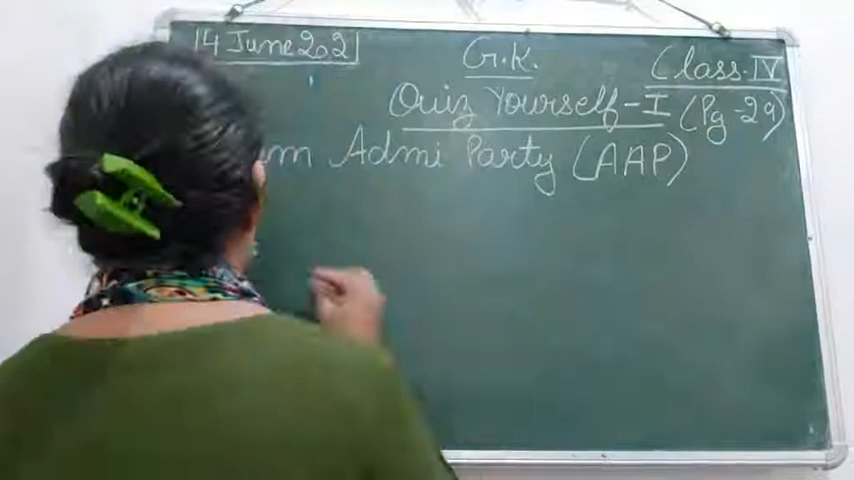 14 June 2021 G.K. Class-IV
Quiz Yourself-I (Pg-29)
Admi Party (AAP)